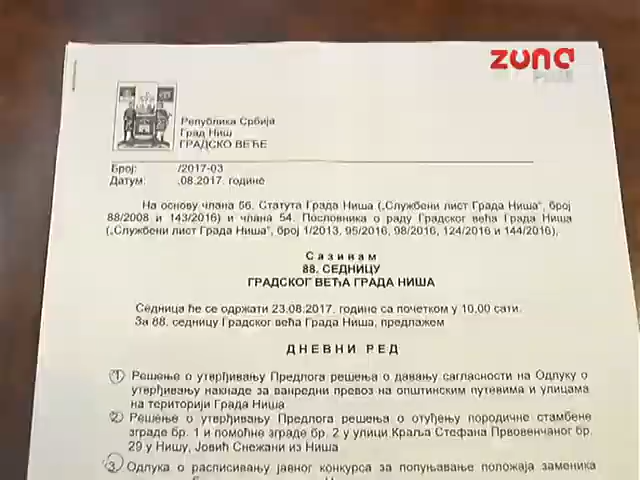 zona
PLUS
Република Србија
Град Ниш
ГРАДСКО ВЕЋЕ
Број: /2017-03
Датум: .08.2017. године
На основу члана 56. Статута Града Ниша („Службени лист Града Ниша", број
88/2008 и 143/2016) и члана 54. Пословника о раду Градског већа Града Ниша
(„Службени лист Града Ниша", број 1/2013, 95/2016, 98/2016, 124/2016 и 144/2016),
Сазивам
88. СЕДНИЦУ
ГРАДСКОГ ВЕЋА ГРАДА НИША
Седница ће се одржати 23.08.2017. године са почетком у 10,00 сати.
За 88. седницу Градског већа Града Ниша, предлажем
ДНЕВНИ РЕД
1 Решење о утврђивању Предлога решења о давању сагласности на Одлуку о
утврђивању накнаде за ванредни превоз на општинским путевима и улицама
на територији Града Ниша
2 Решење о утврђивању Предлога решења о отуђењу породичне стамбене
зграде бр. 1 и помоћне зграде бр. 2 у улици Краља Стефана Првовенчаног бр.
29 у Нишу, Јовић Снежани из Ниша
3 Одлука о расписивању јавног конкурса за попуњавање положаја заменика